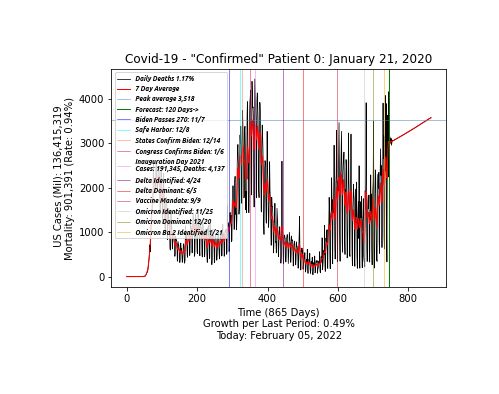 Covid-19 - "Confirmed" Patient 0: January 21, 2020
US Cases (Mil): 136,415,319
Mortality: 901,391 (Rate: 0.94%)
4000
3000
2000
1000
0
Daily Deaths 1.17%
7 Day Average
Peak average 3,518
Forecast: 120 Days->
Biden Passes 270: 11/7
Safe Harbor: 12/8
States Confirm Biden: 12/14
Congress Confirms Biden: 1/6
Inauguration Day 2021
Cases: 191,345, Deaths: 4,137
Delta Identified: 4/24
Delta Dominant: 6/5
Vaccine Mandate: 9/9
Omicron Identified: 11/25
Omicron Dominant: 12/20
Omicron Ba.2 Identified 1/21
0 200 400 600 800
Time (865 Days)
Growth per Last Period: 0.49%
Today: February 05, 2022